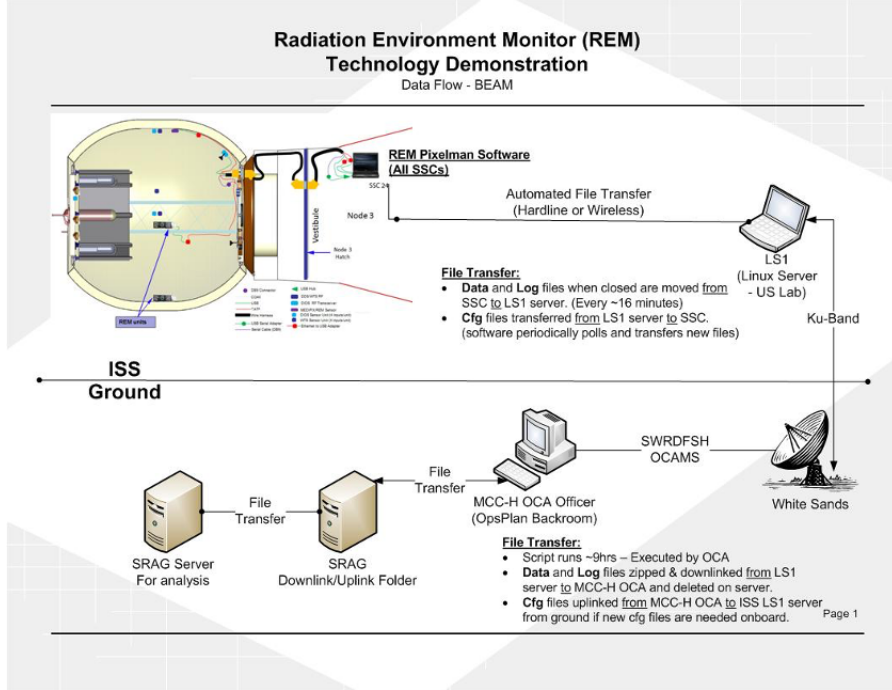 Radiation Environment Monitor (REM)
Technology Demonstration
Data Flow - BEAM
REM Pixelman Software
(All SSCs)
SSC 24
Node 3
Vestibule
Node 3
Hatch
REM units
USB Hub
Automated File Transfer
(Hardline or Wireless)
LS1
(Linux Server
- US Lab)
File Transfer:
• Data and Log files when closed are moved from
SSC to LS1 server. (Every ~16 minutes)
• Cfg files transferred from LS1 server to SSC.
(software periodically polls and transfers new files)
Ku-Band
ISS
Ground
SWRDFSH
OCAMS
White Sands
MCC-H OCA Officer
(OpsPlan Backroom)
File
Transfer
SRAG
Downlink/Uplink Folder
File
Transfer
SRAG Server
For analysis
File Transfer:
• Script runs ~9hrs – Executed by OCA
• Data and Log files zipped & downlinked from LS1
server to MCC-H OCA and deleted on server.
• Cfg files uplinked from MCC-H OCA to ISS LS1 server
from ground if new cfg files are needed onboard.
Page 1